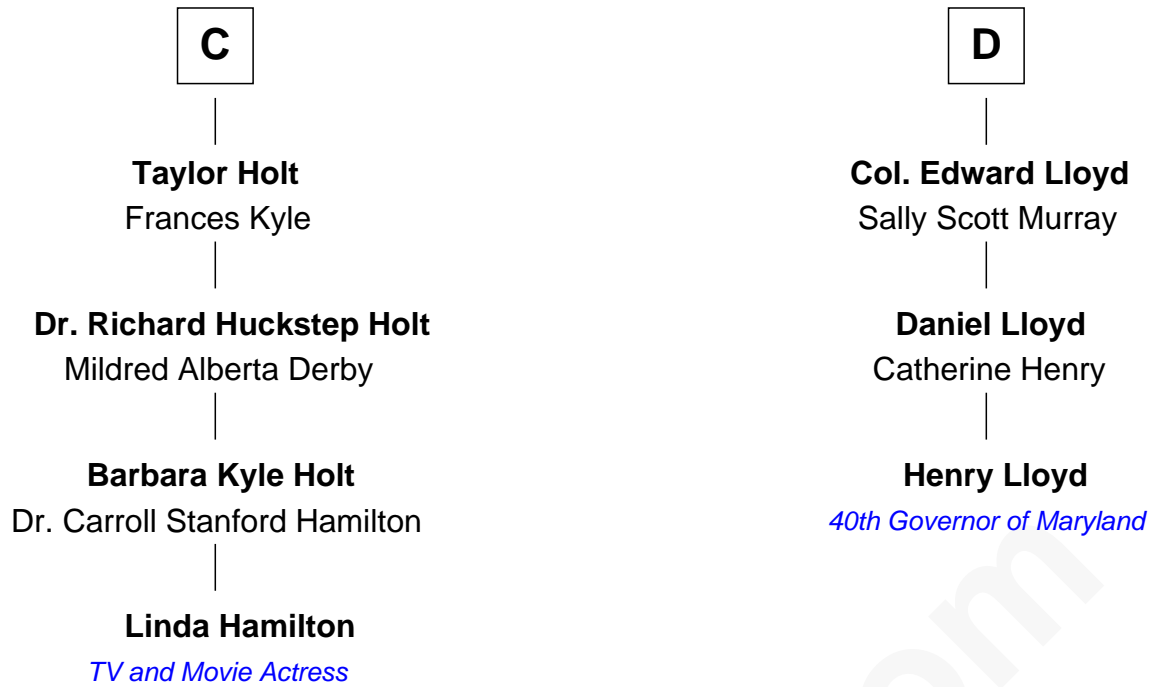 C
Taylor Holt
Frances Kyle
Dr. Richard Huckstep Holt
Mildred Alberta Derby
Barbara Kyle Holt
Dr. Carroll Stanford Hamilton
Linda Hamilton
TV and Movie Actress
D
Col. Edward Lloyd
Sally Scott Murray
Daniel Lloyd
Catherine Henry
Henry Lloyd
40th Governor of Maryland
om